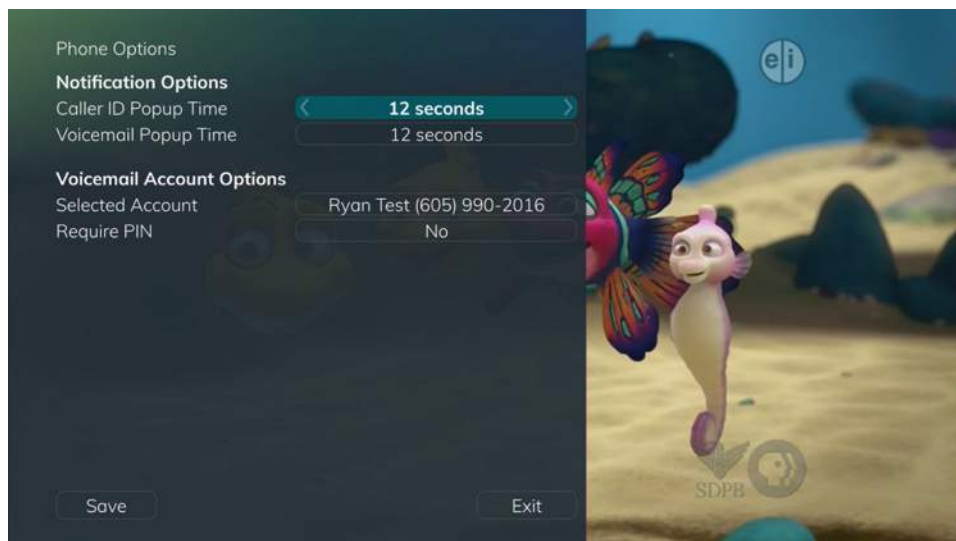 Phone Options
Notification Options
Caller ID Popup Time 12 seconds
Voicemail Popup Time 12 seconds
Voicemail Account Options
Selected Account Ryan Test (605) 990-2016
Require PIN No
Save Exit
e|i
SDPB